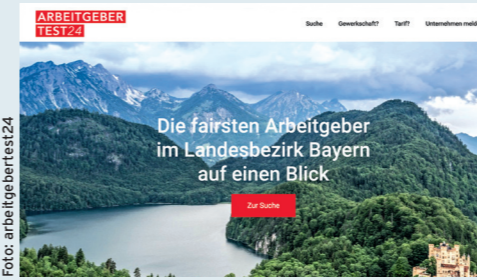 ARBEITGEBER
TEST24
Suche Gewerkschaft? Tarif? Unternehmen meld
Die fairsten Arbeitgeber
im Landesbezirk Bayern
auf einen Blick
Zur Suche
Foto: arbeitgebertest24